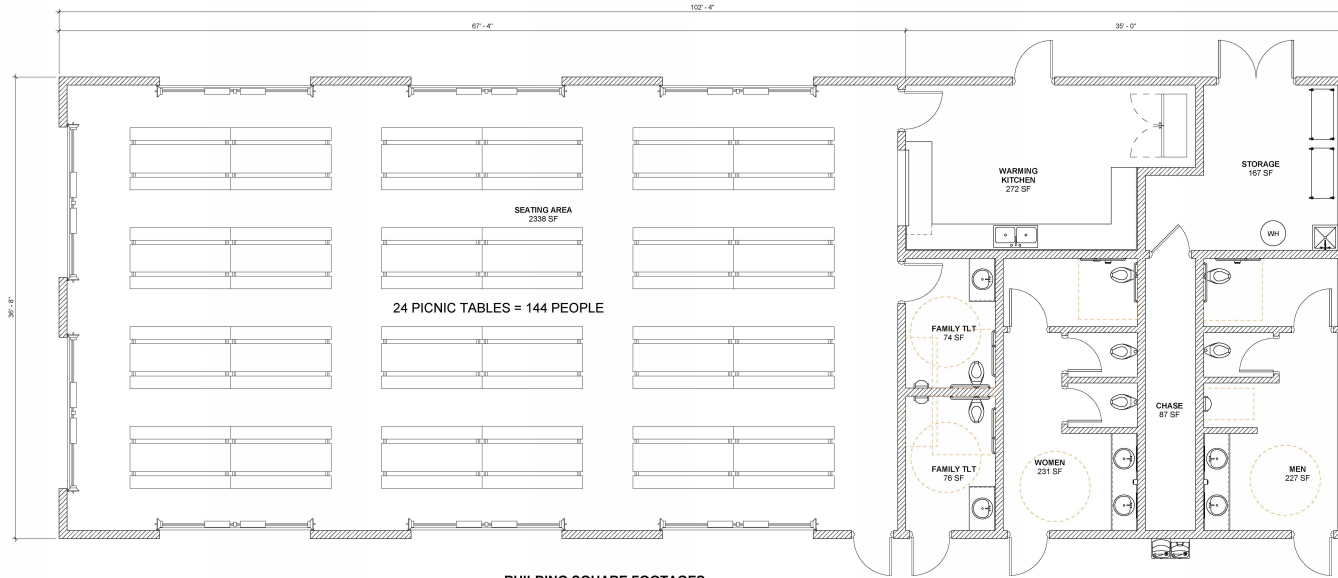 102' - 4"
67' - 4"
35' - 0"
36' - 8"
WARMING
KITCHEN
272 SF
STORAGE
167 SF
SEATING AREA
2338 SF
WH
24 PICNIC TABLES = 144 PEOPLE
FAMILY TLT
74 SF
CHASE
87 SF
FAMILY TLT
76 SF
WOMEN
231 SF
MEN
227 SF
BUILDING SQUARE FOOTAGES